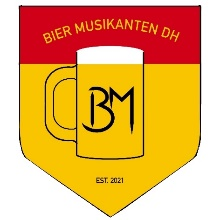 BIER MUSIKANTEN DH
BM
EST. 2021